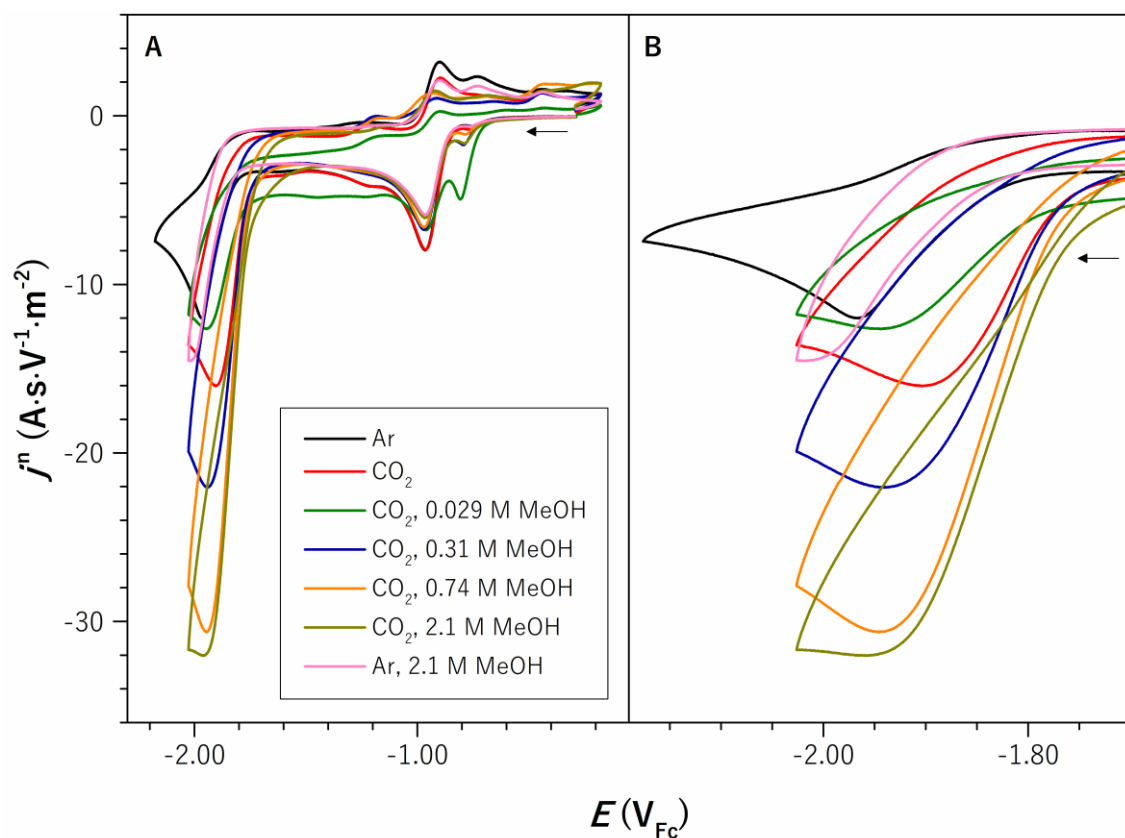 A
B
0
-10
-20
-30
jⁿ (A·s·V⁻¹·m⁻²)
Ar
CO₂
CO₂, 0.029 M MeOH
CO₂, 0.31 M MeOH
CO₂, 0.74 M MeOH
CO₂, 2.1 M MeOH
Ar, 2.1 M MeOH
-2.00
-1.00
-2.00
-1.80
E (V_Fc)